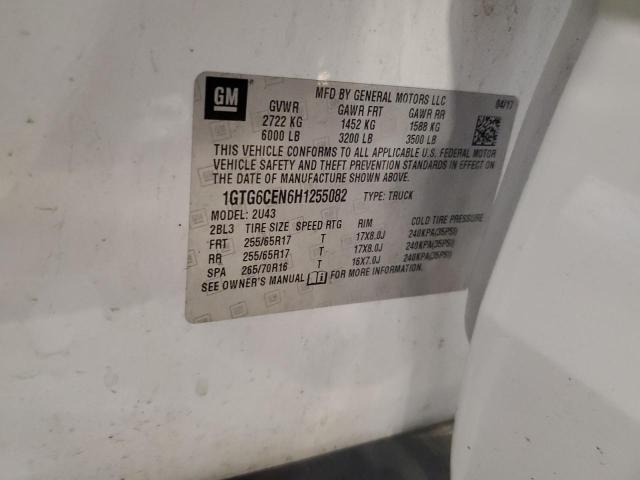 GM
MFD BY GENERAL MOTORS LLC
04/17
GVWR GAWR FRT GAWR RR
2722 KG 1452 KG 1588 KG
6000 LB 3200 LB 3500 LB
THIS VEHICLE CONFORMS TO ALL APPLICABLE U.S. FEDERAL MOTOR
VEHICLE SAFETY AND THEFT PREVENTION STANDARDS IN EFFECT ON
THE DATE OF MANUFACTURE SHOWN ABOVE.
1GTG6CEN6H1255082 TYPE: TRUCK
MODEL: 2U43
2BL3 TIRE SIZE SPEED RTG RIM COLD TIRE PRESSURE
FRT 255/65R17 T 17X8.0J 240KPA(35PSI)
RR 255/65R17 T 17X8.0J 240KPA(35PSI)
SPA 265/70R16 T 16X7.0J 240KPA(35PSI)
SEE OWNER'S MANUAL FOR MORE INFORMATION.